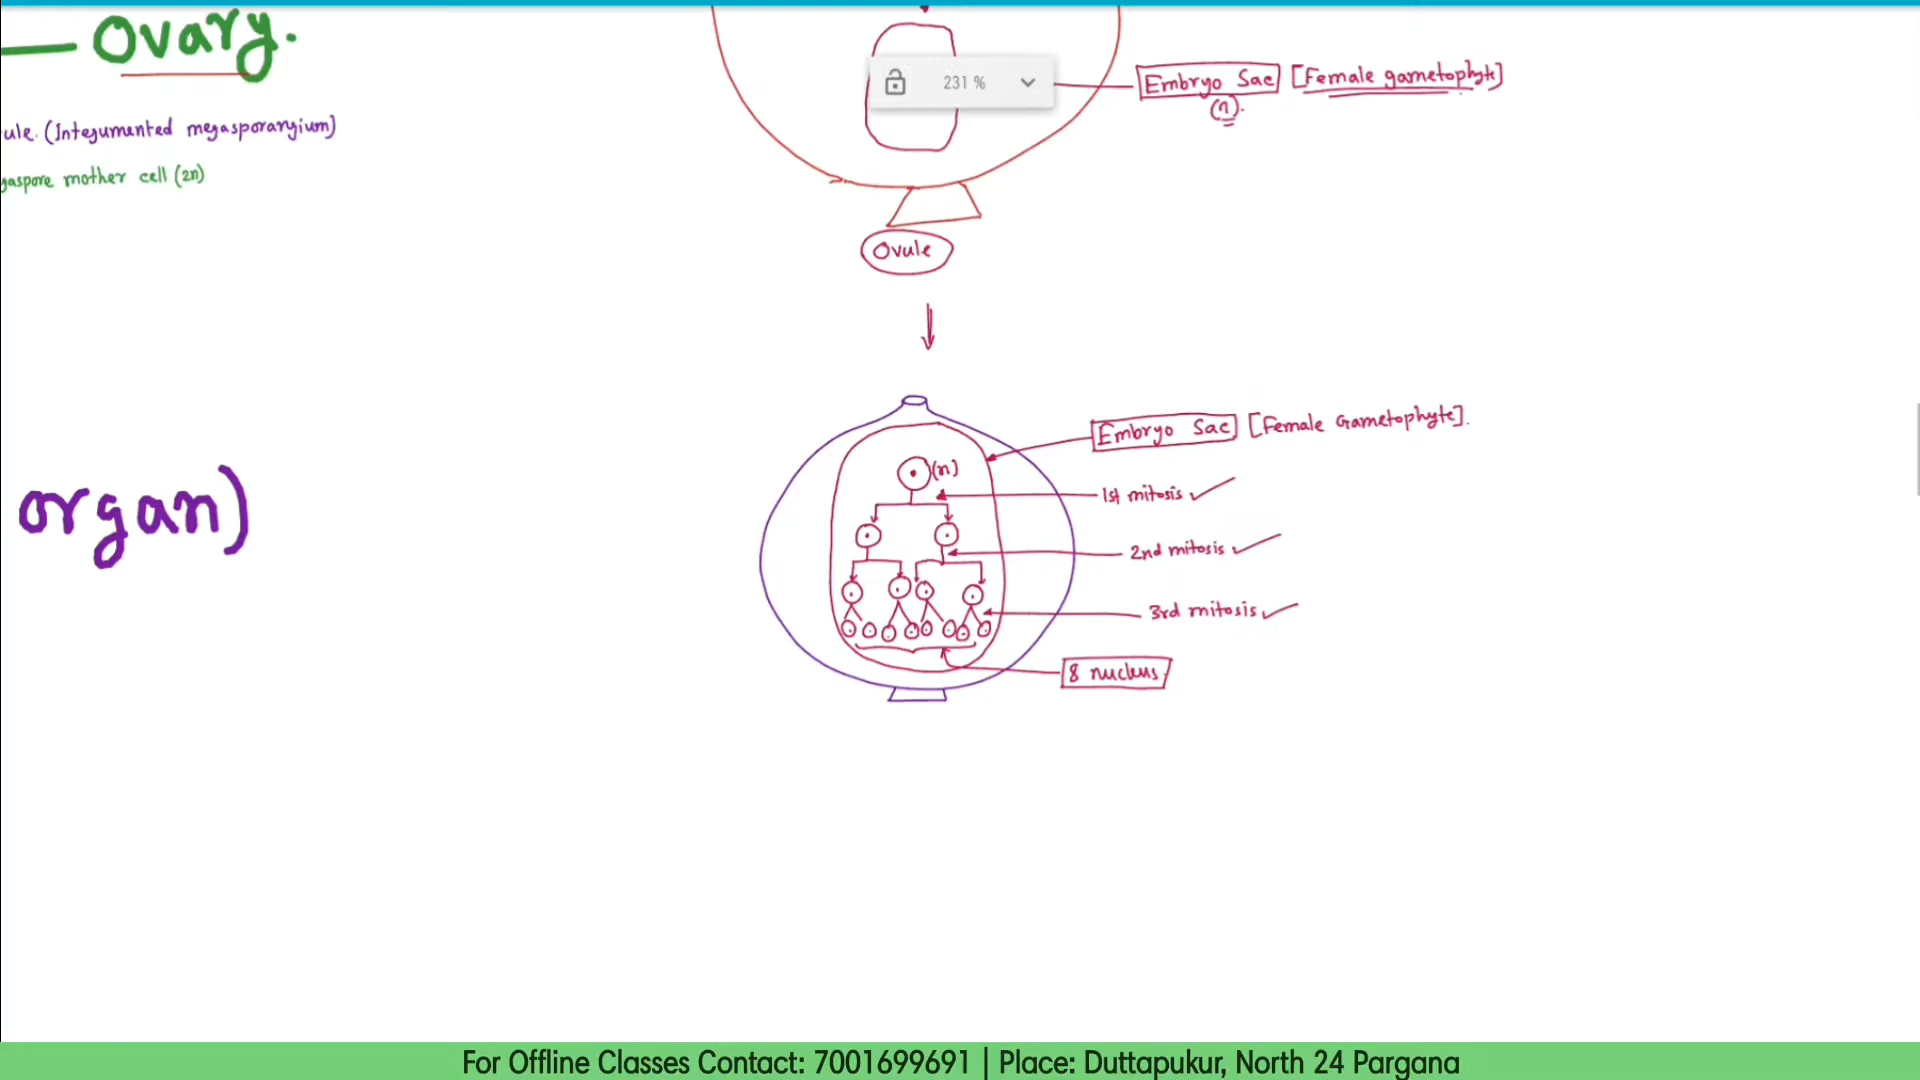 Ovary.
ule. (Integumented megasporangium)
gaspore mother cell (2n)
organ)
231 %
Embryo Sac [Female gametophyte]
(n).
Ovule
Embryo Sac [Female Gametophyte].
(n)
1st mitosis
2nd mitosis
3rd mitosis
8 nucleus.
For Offline Classes Contact: 7001699691 | Place: Duttapukur, North 24 Pargana